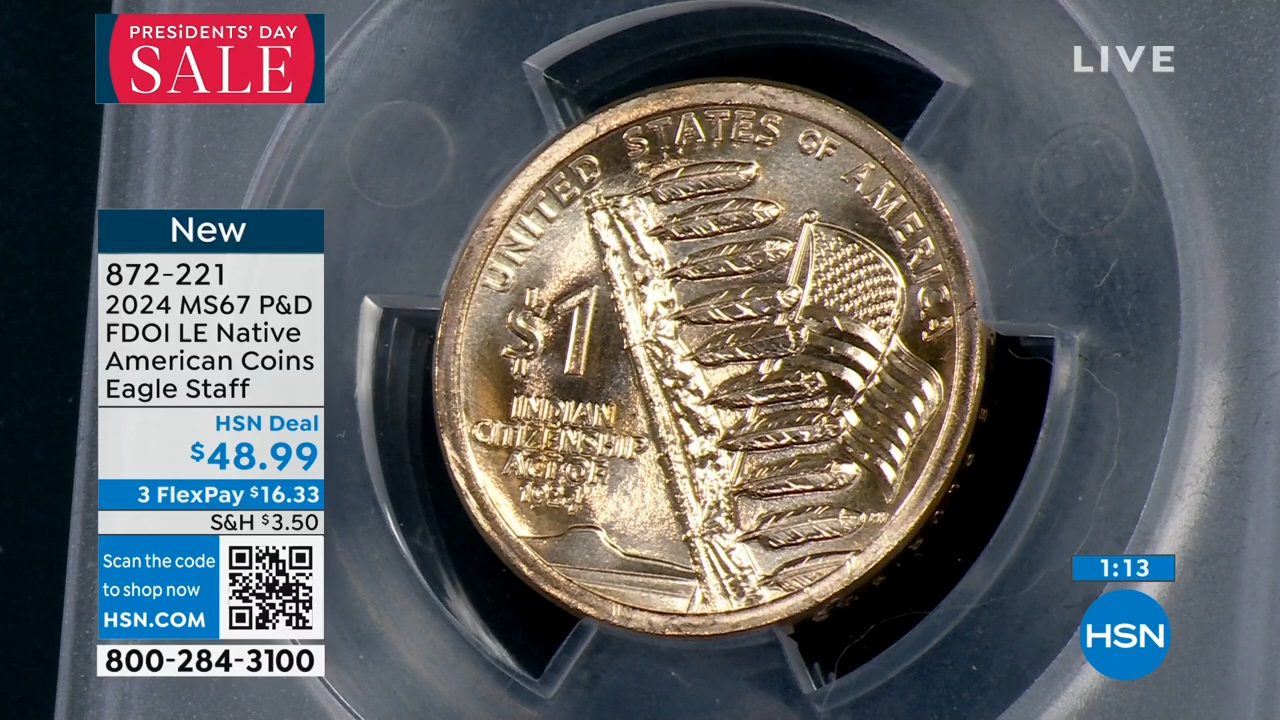 PRESiDENTS' DAY
SALE
LIVE
New
872-221
2024 MS67 P&D
FDOI LE Native
American Coins
Eagle Staff
HSN Deal
$48.99
3 FlexPay $16.33
S&H $3.50
Scan the code
to shop now
HSN.COM
800-284-3100
UNITED STATES OF AMERICA
$1
INDIAN
CITIZENSHIP
ACT OF
1924
1:13
HSN